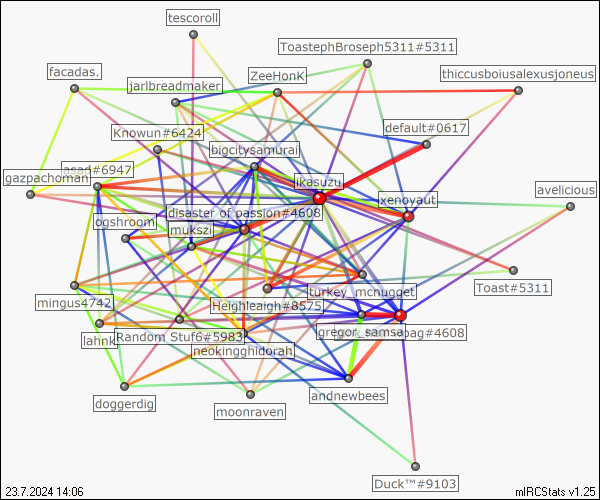 tescoroll
ToastephBroseph5311#5311
facadas.
ZeeHonK
thiccusboiusalexusjoneus
jarlbreadmaker
Knowun#6424
default#0617
bigcitysamurai
asad#6947
gazpachoman
ikasuzu
xenoyaut
avelicious
disaster of passion#4608
ogshroom
mukszi
Toast#5311
turkey_mcnugget
mingus4742
Heighleaigh#8575
gregor_samsa
pag#4608
lahnk
Random Stuf6#5983
neokingghidorah
andnewbees
doggerdig
moonraven
Duck™#9103
23.7.2024 14:06
mIRCStats v1.25